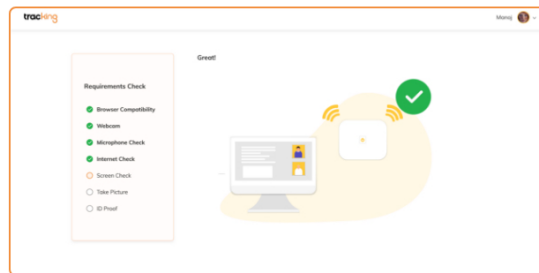 tracking
Manoj
Great!
Requirements Check
Browser Compatibility
Webcam
Microphone Check
Internet Check
Screen Check
Take Picture
ID Proof